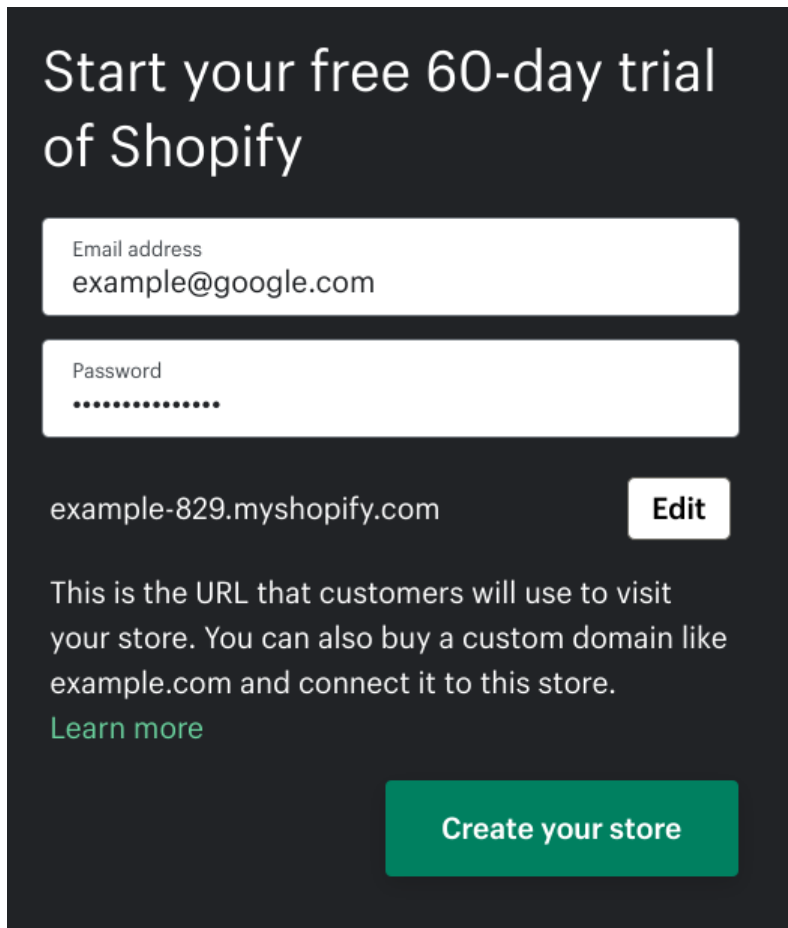 Start your free 60-day trial
of Shopify
Email address
example@google.com
Password
•••••••••••••••
example-829.myshopify.com
Edit
This is the URL that customers will use to visit
your store. You can also buy a custom domain like
example.com and connect it to this store.
Learn more
Create your store